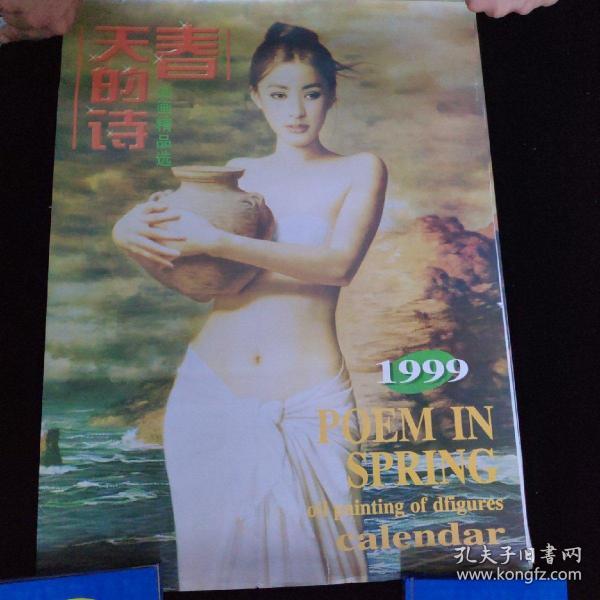 春
天的诗
油画精品选
1999
POEM IN
SPRING
oil painting of dfigures
calendar
孔夫子旧書网
www.kongfz.com